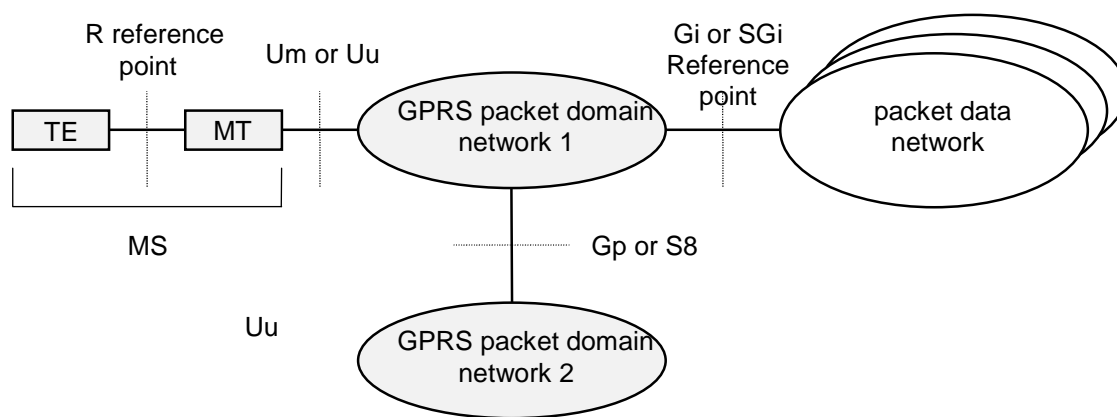 R reference
point
Um or Uu
Gi or SGi
Reference
point
TE
MT
GPRS packet domain
network 1
packet data
network
MS
Gp or S8
Uu
GPRS packet domain
network 2